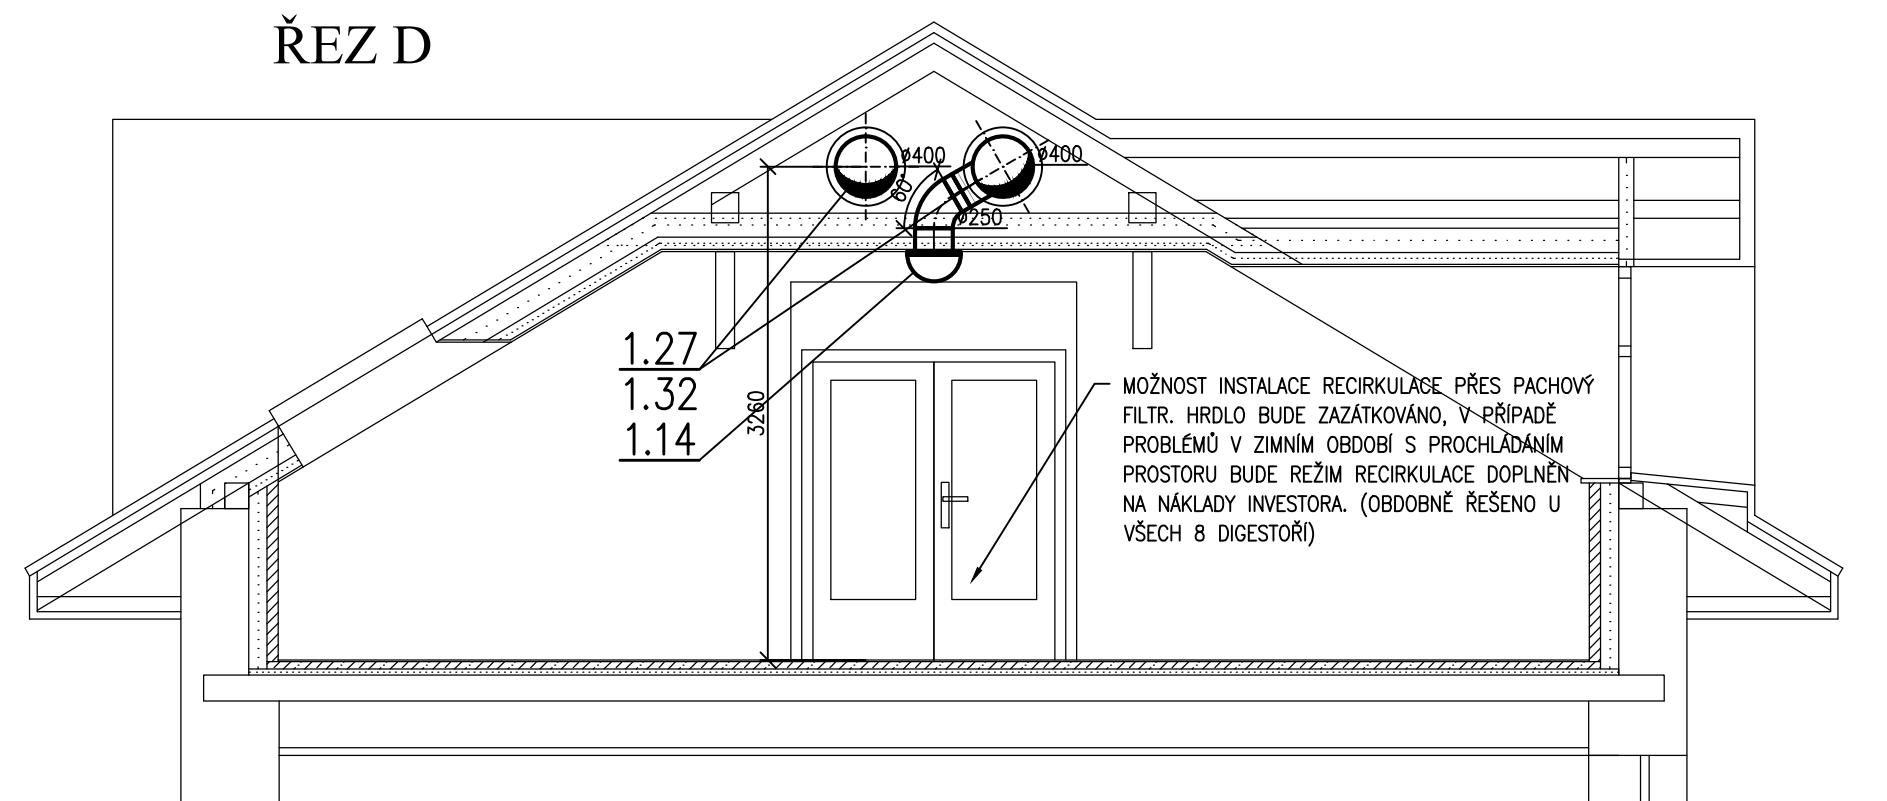 ŘEZ D
ø400
ø400
60°
ø250
1.27
1.32
1.14
3260
MOŽNOST INSTALACE RECIRKULACE PŘES PACHOVÝ
FILTR. HRDLO BUDE ZAZÁTKOVÁNO, V PŘÍPADĚ
PROBLÉMŮ V ZIMNÍM OBDOBÍ S PROCHLÁDÁNÍM
PROSTORU BUDE REŽIM RECIRKULACE DOPLNĚN
NA NÁKLADY INVESTORA. (OBDOBNĚ ŘEŠENO U
VŠECH 8 DIGESTOŘÍ)